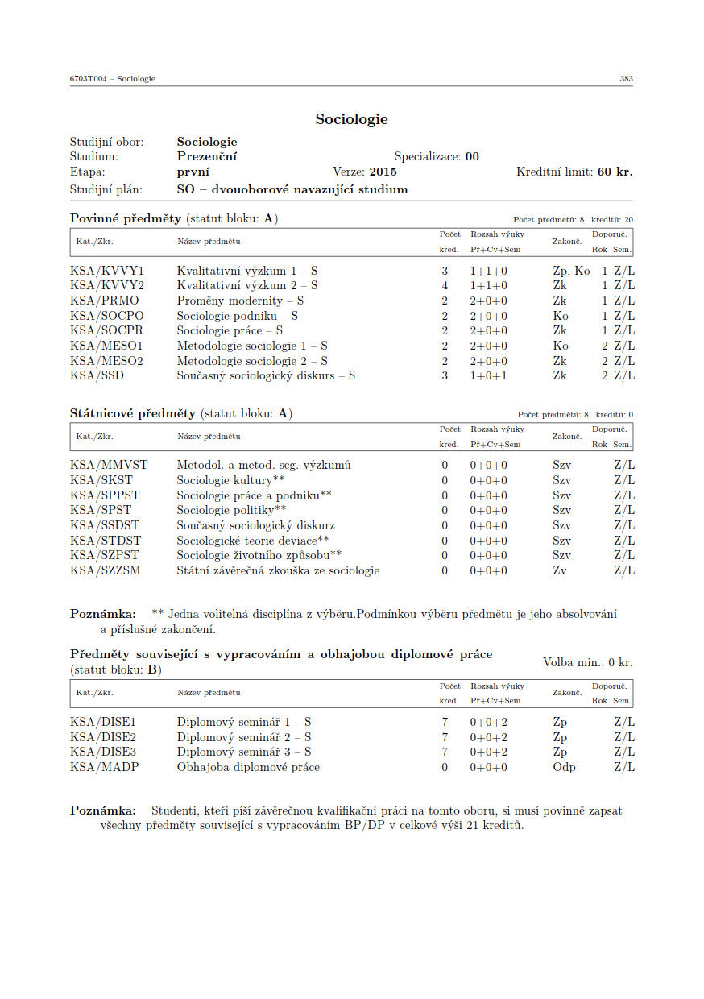 6703T004 – Sociologie 383
Sociologie
Studijní obor: Sociologie
Studium: Prezenční Specializace: 00
Etapa: první Verze: 2015 Kreditní limit: 60 kr.
Studijní plán: SO – dvouoborové navazující studium
Povinné předměty (statut bloku: A) Počet předmětů: 8 kreditů: 20
Kat./Zkr. Název předmětu Počet kred. Rozsah výuky Př+Cv+Sem Zakonč. Doporuč. Rok Sem.
KSA/KVVY1 Kvalitativní výzkum 1 – S 3 1+1+0 Zp, Ko 1 Z/L
KSA/KVVY2 Kvalitativní výzkum 2 – S 4 1+1+0 Zk 1 Z/L
KSA/PRMO Proměny modernity – S 2 2+0+0 Zk 1 Z/L
KSA/SOCPO Sociologie podniku – S 2 2+0+0 Ko 1 Z/L
KSA/SOCPR Sociologie práce – S 2 2+0+0 Zk 1 Z/L
KSA/MESO1 Metodologie sociologie 1 – S 2 2+0+0 Ko 2 Z/L
KSA/MESO2 Metodologie sociologie 2 – S 2 2+0+0 Zk 2 Z/L
KSA/SSD Současný sociologický diskurs – S 3 1+0+1 Zk 2 Z/L
Státnicové předměty (statut bloku: A) Počet předmětů: 8 kreditů: 0
Kat./Zkr. Název předmětu Počet kred. Rozsah výuky Př+Cv+Sem Zakonč. Doporuč. Rok Sem.
KSA/MMVST Metodol. a metod. scg. výzkumů 0 0+0+0 Szv Z/L
KSA/SKST Sociologie kultury** 0 0+0+0 Szv Z/L
KSA/SPPST Sociologie práce a podniku** 0 0+0+0 Szv Z/L
KSA/SPST Sociologie politiky** 0 0+0+0 Szv Z/L
KSA/SSDST Současný sociologický diskurz 0 0+0+0 Szv Z/L
KSA/STDST Sociologické teorie deviace** 0 0+0+0 Szv Z/L
KSA/SZPST Sociologie životního způsobu** 0 0+0+0 Szv Z/L
KSA/SZZSM Státní závěrečná zkouška ze sociologie 0 0+0+0 Zv Z/L
Poznámka: ** Jedna volitelná disciplína z výběru.Podmínkou výběru předmětu je jeho absolvování
a příslušné zakončení.
Předměty související s vypracováním a obhajobou diplomové práce
(statut bloku: B) Volba min.: 0 kr.
Kat./Zkr. Název předmětu Počet kred. Rozsah výuky Př+Cv+Sem Zakonč. Doporuč. Rok Sem.
KSA/DISE1 Diplomový seminář 1 – S 7 0+0+2 Zp Z/L
KSA/DISE2 Diplomový seminář 2 – S 7 0+0+2 Zp Z/L
KSA/DISE3 Diplomový seminář 3 – S 7 0+0+2 Zp Z/L
KSA/MADP Obhajoba diplomové práce 0 0+0+0 Odp Z/L
Poznámka: Studenti, kteří píší závěrečnou kvalifikační práci na tomto oboru, si musí povinně zapsat
všechny předměty související s vypracováním BP/DP v celkové výši 21 kreditů.